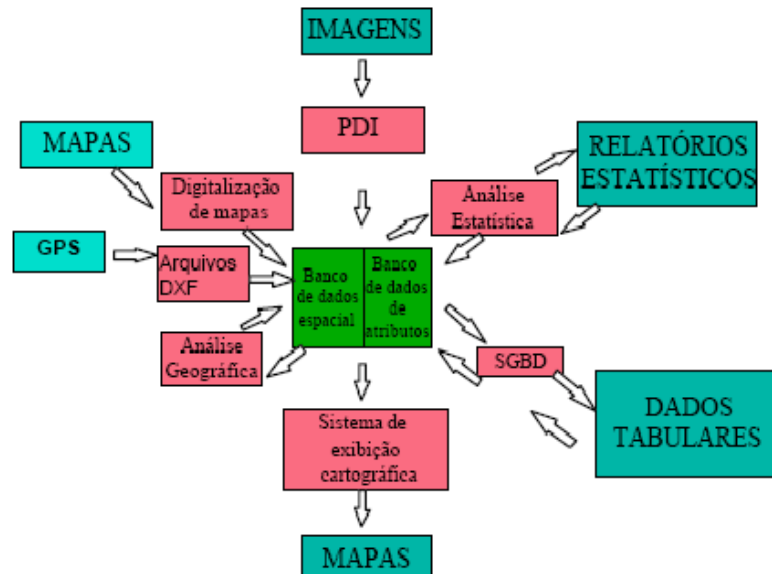 IMAGENS
PDI
MAPAS
Digitalização
de mapas
GPS
Arquivos
DXF
Análise
Geográfica
Banco
de dados
espacial
Banco
de dados
de
atributos
Análise
Estatística
RELATÓRIOS
ESTATÍSTICOS
SGBD
DADOS
TABULARES
Sistema de
exibição
cartográfica
MAPAS